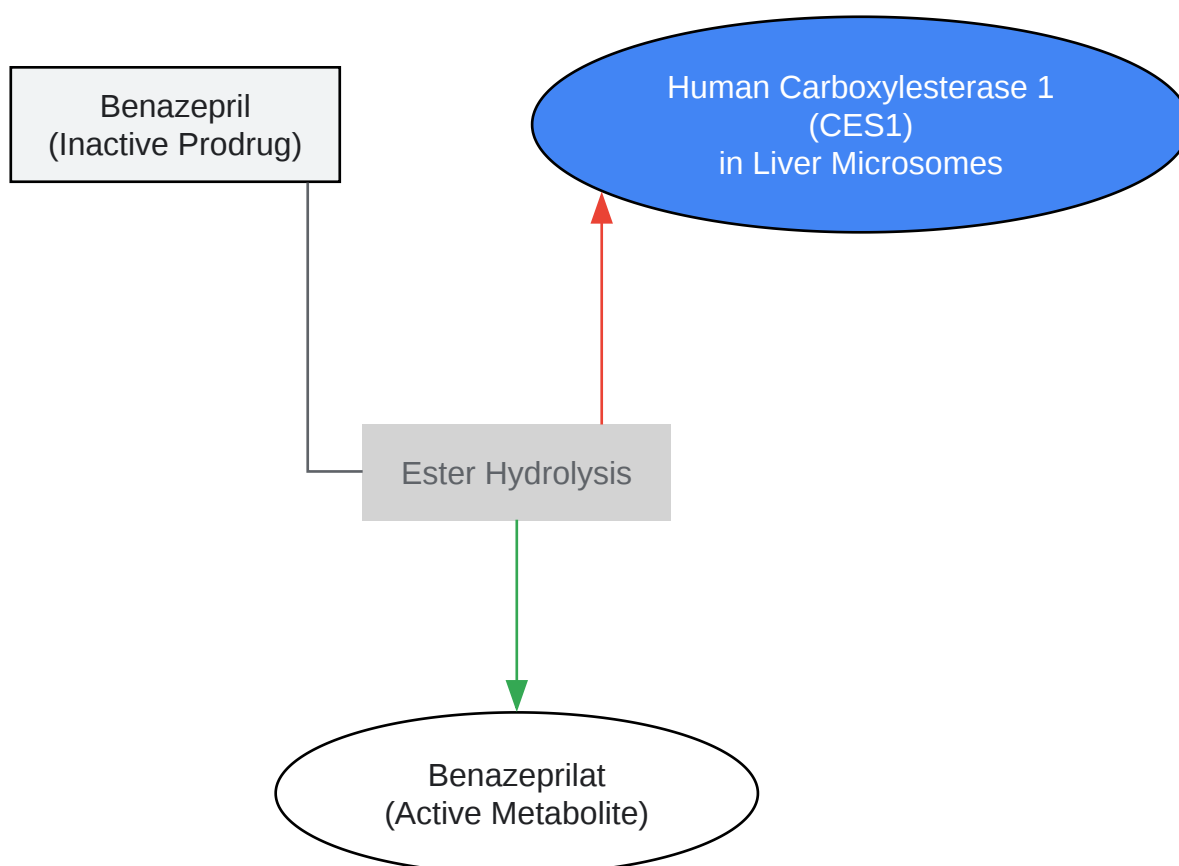 Benazepril
(Inactive Prodrug)
Human Carboxylesterase 1
(CES1)
in Liver Microsomes
Ester Hydrolysis
Benazeprilat
(Active Metabolite)